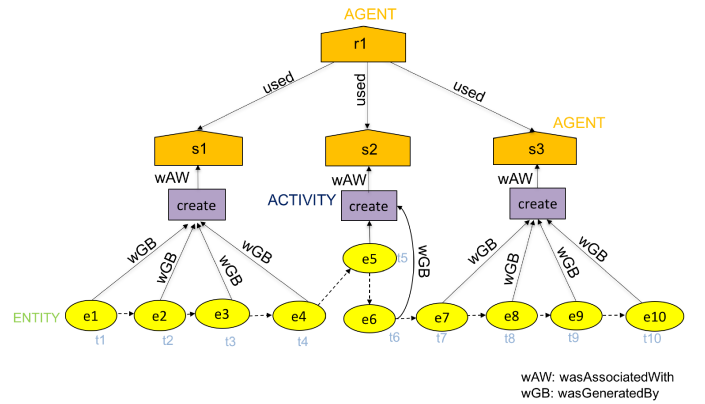 AGENT
r1
used
used
used
AGENT
s1
s2
s3
wAW
wAW
wAW
create
ACTIVITY
create
create
wGB
wGB
wGB
wGB
wGB
wGB
wGB
wGB
wGB
e5
t5
ENTITY
e1
e2
e3
e4
e6
e7
e8
e9
e10
t1
t2
t3
t4
t6
t7
t8
t9
t10
wAW: wasAssociatedWith
wGB: wasGeneratedBy